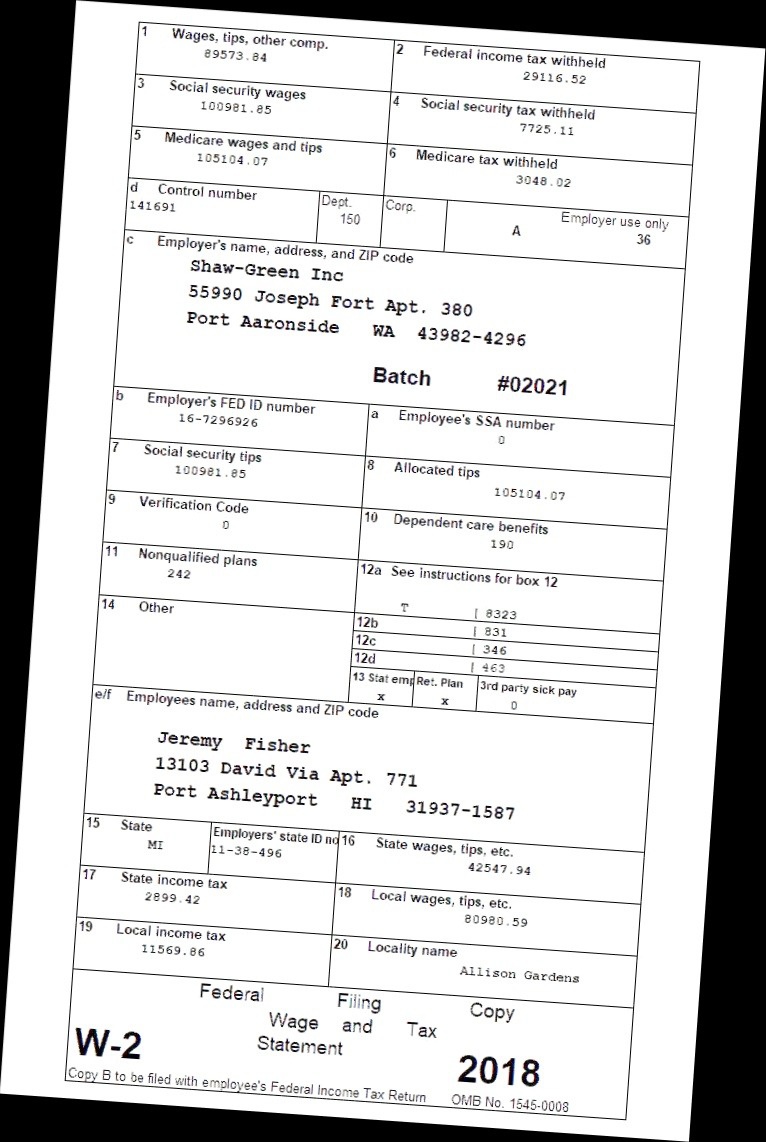 1 Wages, tips, other comp. 2 Federal income tax withheld
89573.84 29116.52
3 Social security wages 4 Social security tax withheld
100981.85 7725.11
5 Medicare wages and tips 6 Medicare tax withheld
105104.07 3048.02
d Control number Dept. Corp. Employer use only
141691 150 A 36
c Employer's name, address, and ZIP code
Shaw-Green Inc
55990 Joseph Fort Apt. 380
Port Aaronside WA 43982-4296
Batch #02021
b Employer's FED ID number a Employee's SSA number
16-7296926 0
7 Social security tips 8 Allocated tips
100981.85 105104.07
9 Verification Code 10 Dependent care benefits
0 190
11 Nonqualified plans 12a See instructions for box 12
242
T | 8323
14 Other 12b | 831
12c | 346
12d | 463
13 Stat emp Ret. Plan 3rd party sick pay
x x 0
e/f Employees name, address and ZIP code
Jeremy Fisher
13103 David Via Apt. 771
Port Ashleyport HI 31937-1587
15 State Employers' state ID no 16 State wages, tips, etc.
MI 11-38-496 42547.94
17 State income tax 18 Local wages, tips, etc.
2899.42 80980.59
19 Local income tax 20 Locality name
11569.86 Allison Gardens
Federal Filing Copy
Wage and Tax
W-2 Statement 2018
Copy B to be filed with employee's Federal Income Tax Return OMB No. 1545-0008